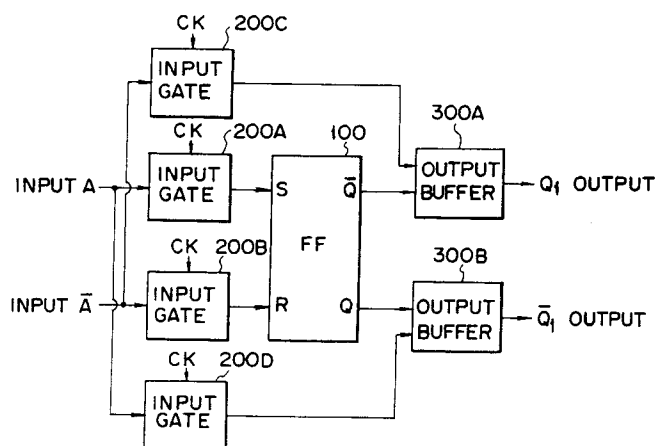 CK 200C
INPUT GATE
300A
CK 200A 100
INPUT A
INPUT GATE
S Q̅
OUTPUT BUFFER
Q₁ OUTPUT
FF
CK 200B 300B
INPUT A̅
INPUT GATE
R Q
OUTPUT BUFFER
Q̅₁ OUTPUT
CK 200D
INPUT GATE